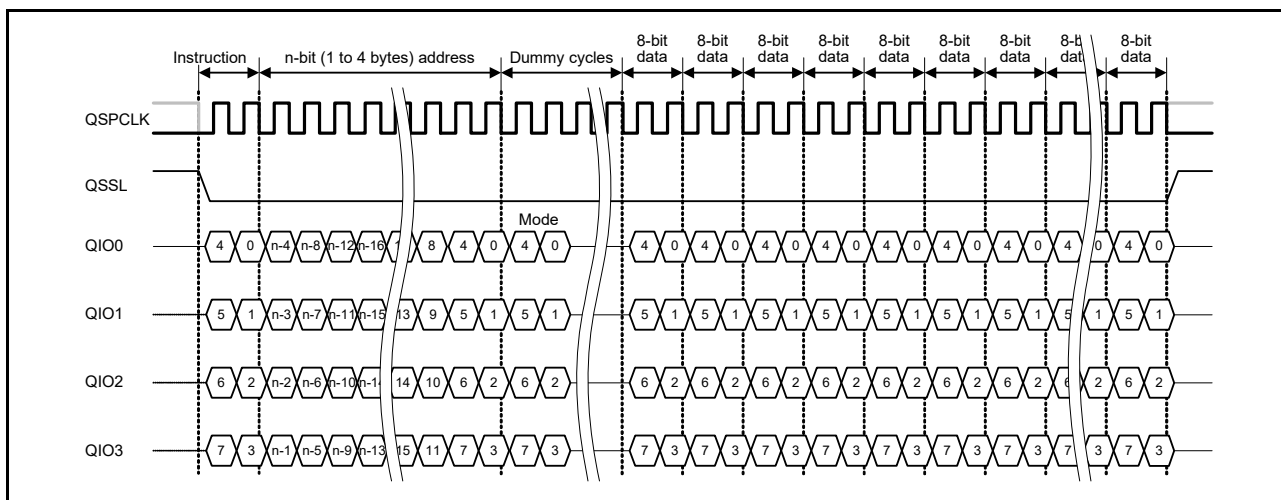 Instruction n-bit (1 to 4 bytes) address Dummy cycles 8-bit data 8-bit data 8-bit data 8-bit data 8-bit data 8-bit data 8-bit data 8-bit data
QSPCLK
QSSL
Mode
QIO0 4 0 n-4 n-8 n-12 n-16 8 4 0 4 0 4 0 4 0 4 0 4 0 4 0 4 0 4 0 4 0 4 0
QIO1 5 1 n-3 n-7 n-11 n-15 13 9 5 1 5 1 5 1 5 1 5 1 5 1 5 1 5 1 5 1 5 1 5 1
QIO2 6 2 n-2 n-6 n-10 n-14 14 10 6 2 6 2 6 2 6 2 6 2 6 2 6 2 6 2 6 2 6 2 6 2
QIO3 7 3 n-1 n-5 n-9 n-13 15 11 7 3 7 3 7 3 7 3 7 3 7 3 7 3 7 3 7 3 7 3 7 3